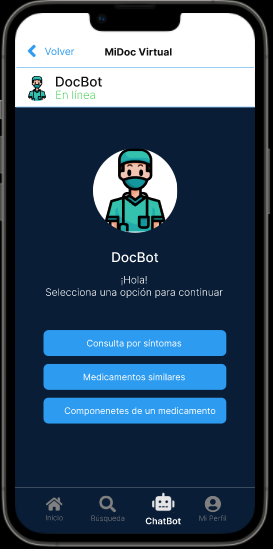 Volver
MiDoc Virtual
DocBot
En línea
DocBot
¡Hola!
Selecciona una opción para continuar
Consulta por síntomas
Medicamentos similares
Componenetes de un medicamento
Inicio
Búsqueda
ChatBot
Mi Perfil